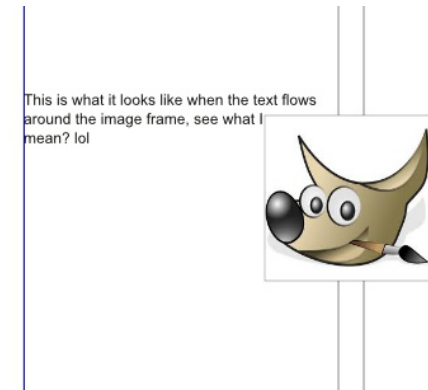 This is what it looks like when the text flows
around the image frame, see what I
mean? lol